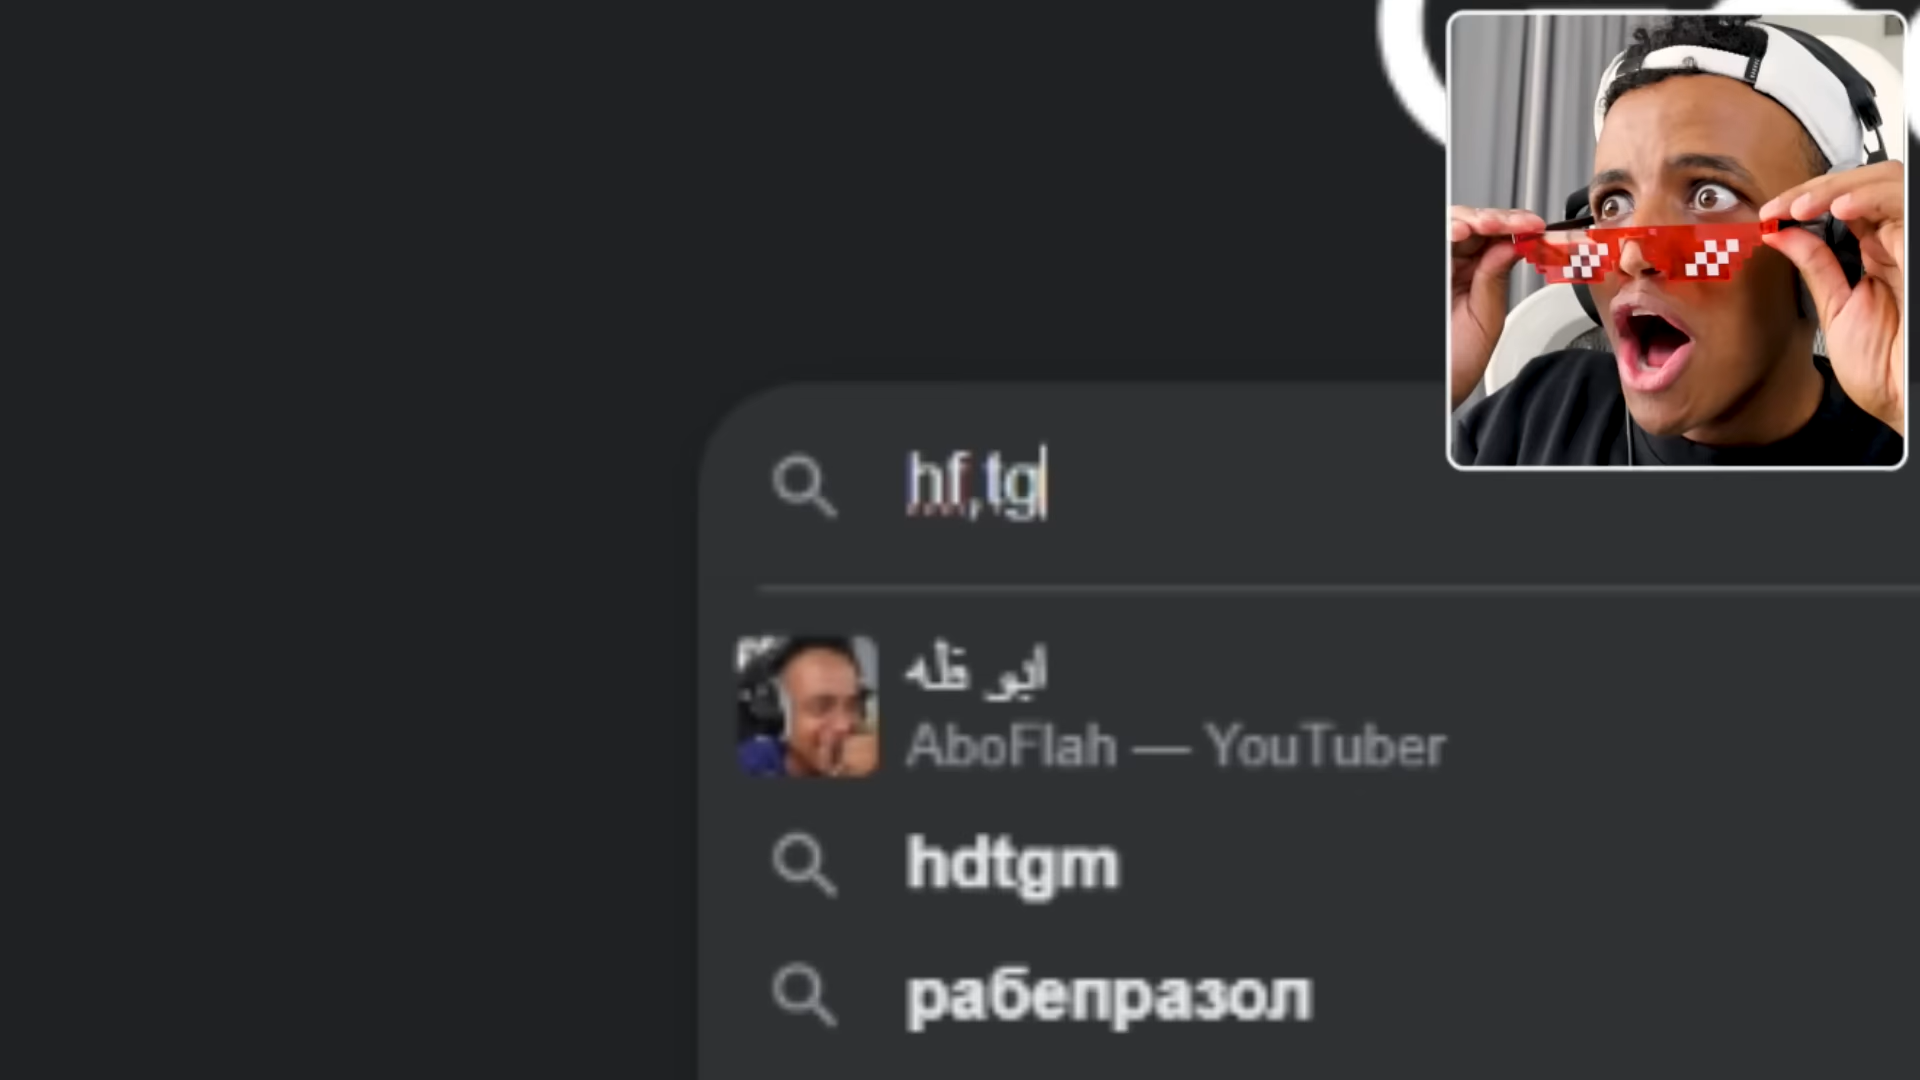 hf,tg
ابو فله
AboFlah — YouTuber
hdtgm
рабепразол